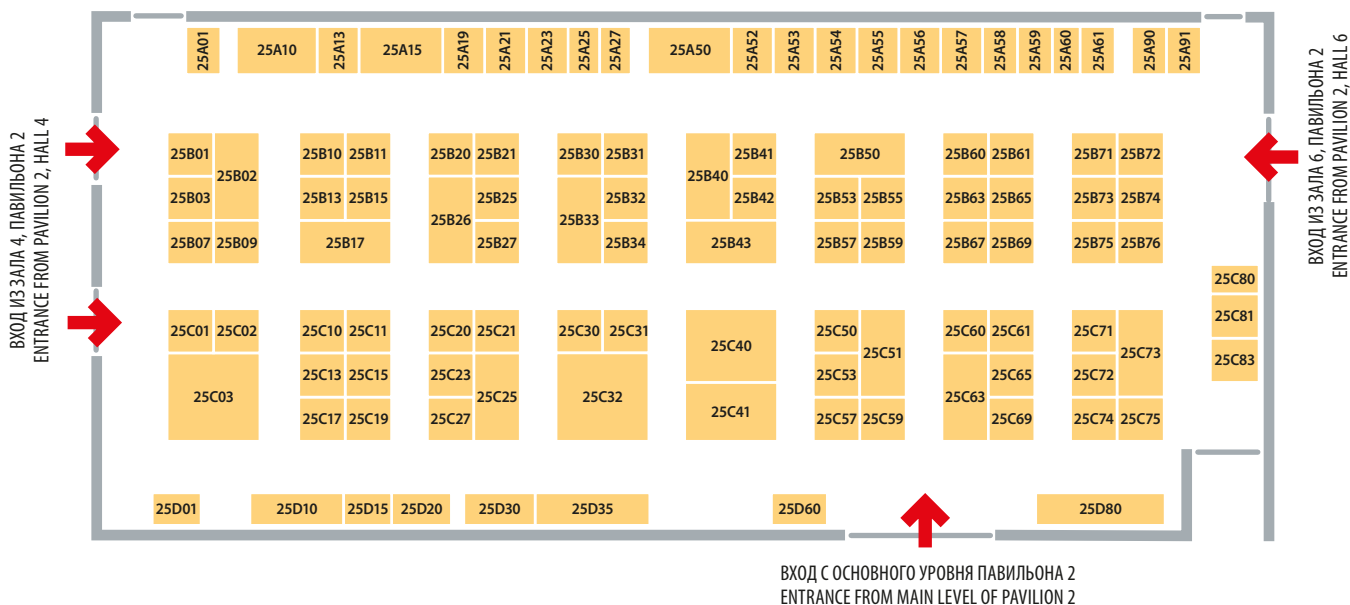 25A01
25A10
25A13
25A15
25A19
25A21
25A23
25A25
25A27
25A50
25A52
25A53
25A54
25A55
25A56
25A57
25A58
25A59
25A60
25A61
25A90
25A91
ВХОД ИЗ ЗАЛА 4, ПАВИЛЬОНА 2
ENTRANCE FROM PAVILION 2, HALL 4
ВХОД ИЗ ЗАЛА 6, ПАВИЛЬОНА 2
ENTRANCE FROM PAVILION 2, HALL 6
25B01
25B02
25B03
25B07
25B09
25B10
25B11
25B13
25B15
25B17
25B20
25B21
25B26
25B25
25B27
25B30
25B31
25B33
25B32
25B34
25B40
25B41
25B42
25B43
25B50
25B53
25B55
25B57
25B59
25B60
25B61
25B63
25B65
25B67
25B69
25B71
25B72
25B73
25B74
25B75
25B76
25C80
25C81
25C83
25C01
25C02
25C03
25C10
25C11
25C13
25C15
25C17
25C19
25C20
25C21
25C23
25C25
25C27
25C30
25C31
25C32
25C40
25C41
25C50
25C51
25C53
25C57
25C59
25C60
25C61
25C63
25C65
25C69
25C71
25C73
25C72
25C74
25C75
25D01
25D10
25D15
25D20
25D30
25D35
25D60
25D80
ВХОД С ОСНОВНОГО УРОВНЯ ПАВИЛЬОНА 2
ENTRANCE FROM MAIN LEVEL OF PAVILION 2